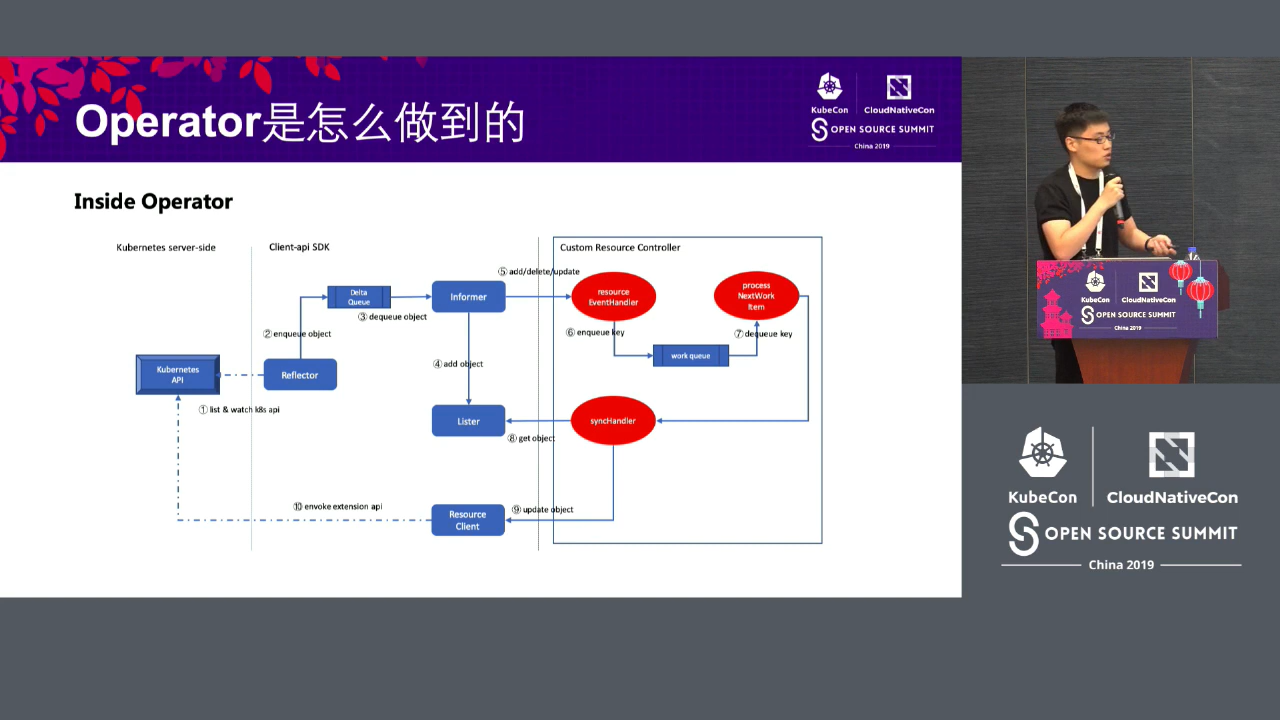 Operator是怎么做到的
KubeCon
CloudNativeCon
OPEN SOURCE SUMMIT
China 2019
Inside Operator
Kubernetes server-side
Client-api SDK
Custom Resource Controller
⑤ add/delete/update
Delta
Queue
Informer
resource
EventHandler
process
NextWork
Item
③ dequeue object
② enqueue object
⑥ enqueue key
⑦ dequeue key
work queue
Kubernetes
API
Reflector
④ add object
① list & watch k8s api
Lister
syncHandler
⑧ get object
⑩ envoke extension api
⑨ update object
Resource
Client
KubeCon
CloudNativeCon
OPEN SOURCE SUMMIT
China 2019
KubeCon
CloudNativeCon
OPEN SOURCE SUMMIT
China 2019